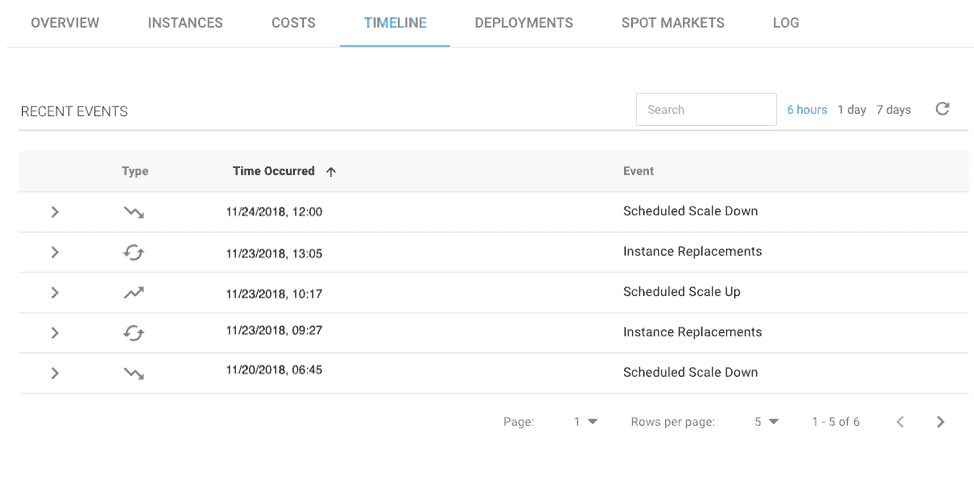 OVERVIEW INSTANCES COSTS TIMELINE DEPLOYMENTS SPOT MARKETS LOG
RECENT EVENTS Search 6 hours 1 day 7 days
Type Time Occurred Event
11/24/2018, 12:00 Scheduled Scale Down
11/23/2018, 13:05 Instance Replacements
11/23/2018, 10:17 Scheduled Scale Up
11/23/2018, 09:27 Instance Replacements
11/20/2018, 06:45 Scheduled Scale Down
Page: 1 Rows per page: 5 1 - 5 of 6